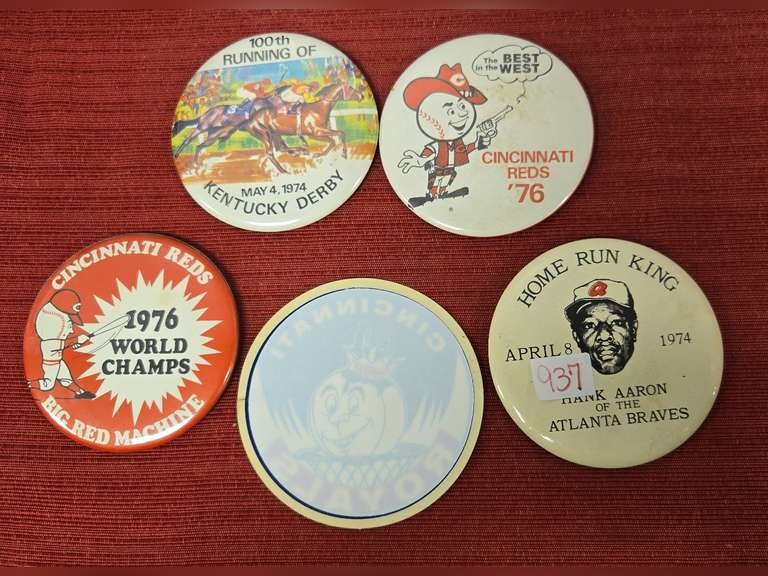 100th
RUNNING OF
MAY 4, 1974
KENTUCKY DERBY
The BEST
in the WEST
C
CINCINNATI
REDS
'76
®
CINCINNATI REDS
1976
WORLD
CHAMPS
BIG RED MACHINE
CINCINNATI
ROYALS
HOME RUN KING
a
APRIL 8 1974
937
HANK AARON
OF THE
ATLANTA BRAVES